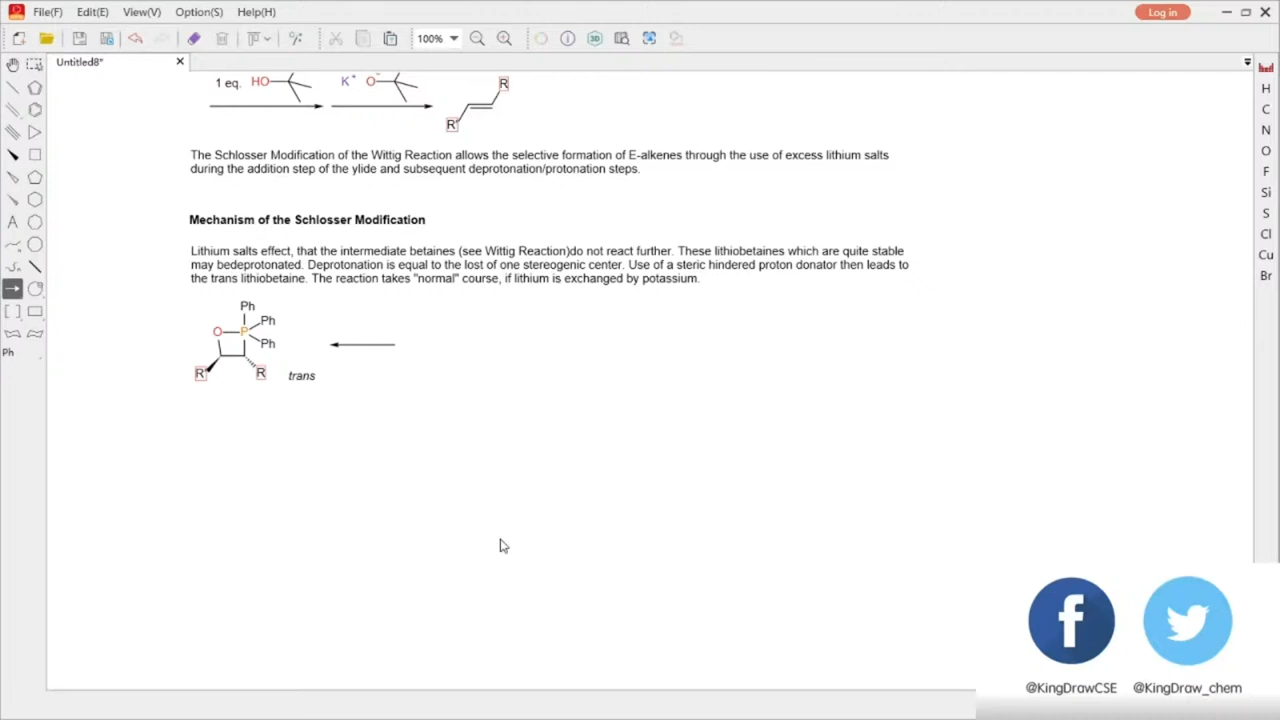 File(F) Edit(E) View(V) Option(S) Help(H) Log in
100%
Untitled8*
1 eq. HO K+ O-
R
R'
The Schlosser Modification of the Wittig Reaction allows the selective formation of E-alkenes through the use of excess lithium salts
during the addition step of the ylide and subsequent deprotonation/protonation steps.
Mechanism of the Schlosser Modification
Lithium salts effect, that the intermediate betaines (see Wittig Reaction)do not react further. These lithiobetaines which are quite stable
may bedeprotonated. Deprotonation is equal to the lost of one stereogenic center. Use of a steric hindered proton donator then leads to
the trans lithiobetaine. The reaction takes "normal" course, if lithium is exchanged by potassium.
Ph
Ph
O P
Ph
R' R trans
A
Ph
3D
H
C
N
O
F
Si
S
Cl
Cu
Br
@KingDrawCSE @KingDraw_chem